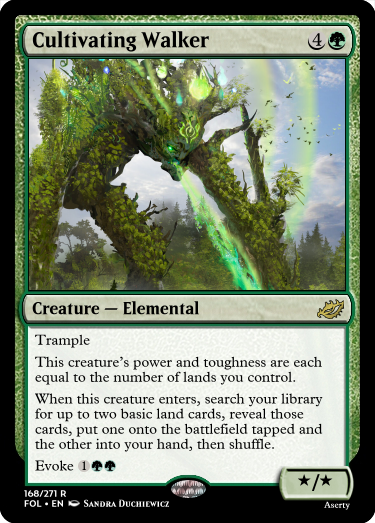 Cultivating Walker 4
Creature — Elemental
Trample
This creature's power and toughness are each
equal to the number of lands you control.
When this creature enters, search your library
for up to two basic land cards, reveal those
cards, put one onto the battlefield tapped and
the other into your hand, then shuffle.
Evoke 1
★/★
168/271 R
FOL • EN SANDRA DUCHIEWICZ
Aserty